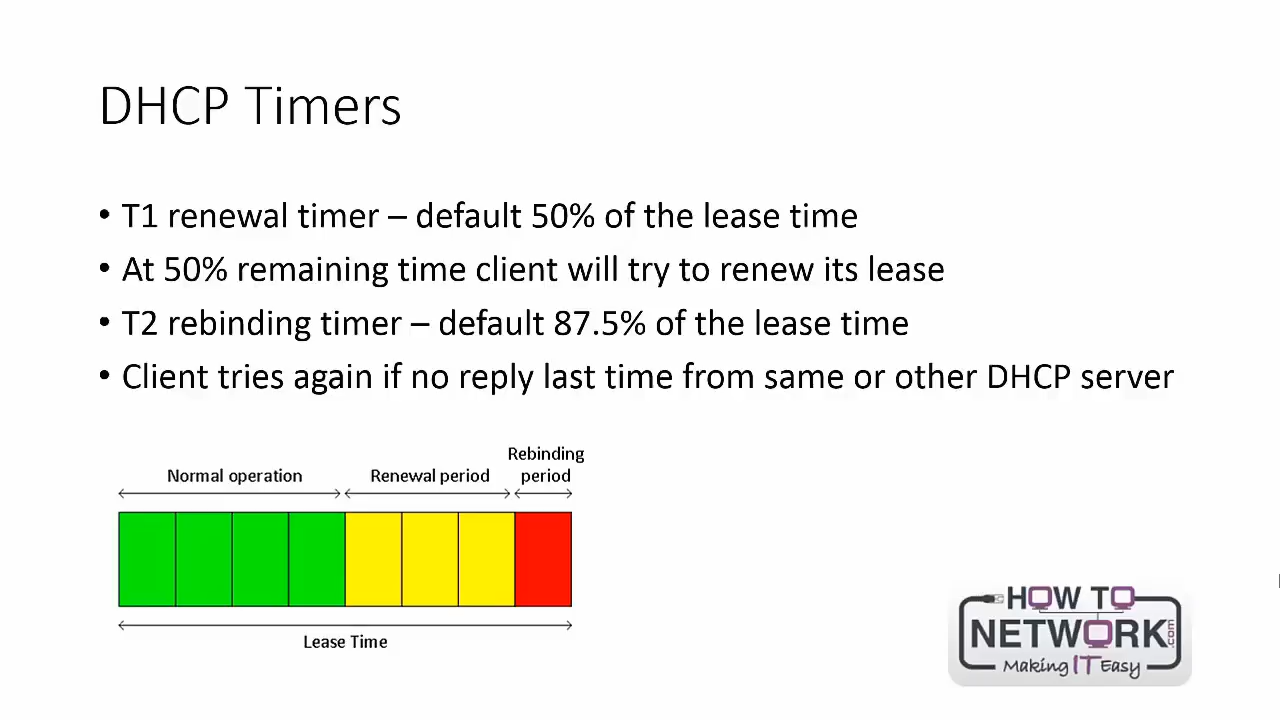 DHCP Timers
• T1 renewal timer – default 50% of the lease time
• At 50% remaining time client will try to renew its lease
• T2 rebinding timer – default 87.5% of the lease time
• Client tries again if no reply last time from same or other DHCP server
Normal operation
Renewal period
Rebinding
period
Lease Time
HOW TO
NETWORK.com
Making IT Easy